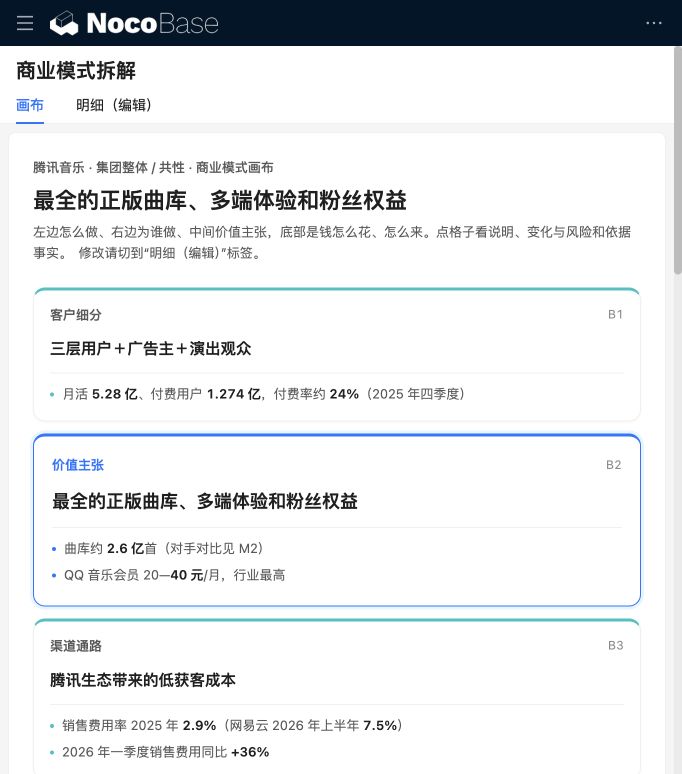 NocoBase
商业模式拆解
画布 明细（编辑）
腾讯音乐 · 集团整体 / 共性 · 商业模式画布
最全的正版曲库、多端体验和粉丝权益
左边怎么做、右边为谁做、中间价值主张，底部是钱怎么花、怎么来。点格子看说明、变化与风险和依据
事实。 修改请切到“明细（编辑）”标签。
客户细分 B1
三层用户＋广告主＋演出观众
月活 5.28 亿、付费用户 1.274 亿，付费率约 24%（2025 年四季度）
价值主张 B2
最全的正版曲库、多端体验和粉丝权益
曲库约 2.6 亿首（对手对比见 M2）
QQ 音乐会员 20—40 元/月，行业最高
渠道通路 B3
腾讯生态带来的低获客成本
销售费用率 2025 年 2.9%（网易云 2026 年上半年 7.5%）
2026 年一季度销售费用同比 +36%